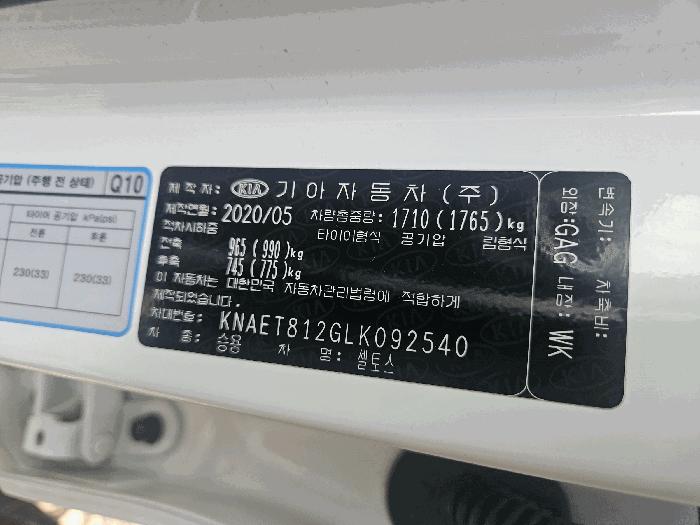 공기압 (주행 전 상태) Q10
타이어 공기압 kPa(psi)
전륜 후륜
230(33) 230(33)
제 작 자: KIA 기아자동차(주)
제작연월: 2020/05 차량총중량: 1710(1765)kg
적차시하중 타이어형식 공기압 림형식
전축 965(990)kg
후축 745(775)kg
이 자동차는 대한민국 자동차관리법령에 적합하게
제작되었습니다.
차대번호: KNAET812GLK092540
차 종: 승용 차 명: 셀토스
변속기: 치축비:
외장: GAG 내장: WK